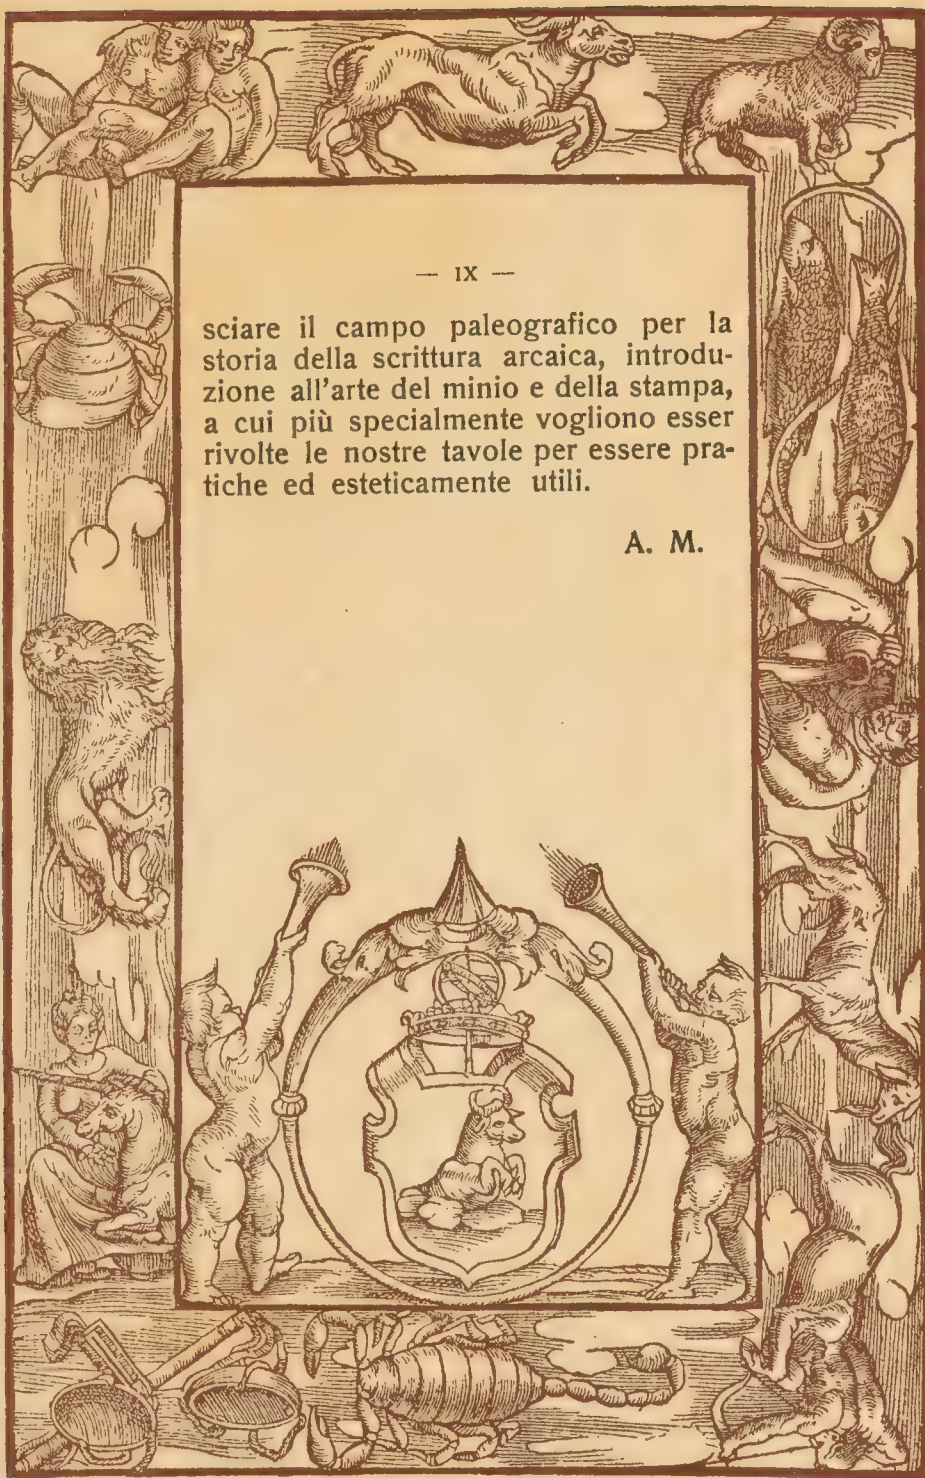 — IX —
sciare il campo paleografico per la
storia della scrittura arcaica, introdu-
zione all'arte del minio e della stampa,
a cui più specialmente vogliono esser
rivolte le nostre tavole per essere pra-
tiche ed esteticamente utili.
A. M.